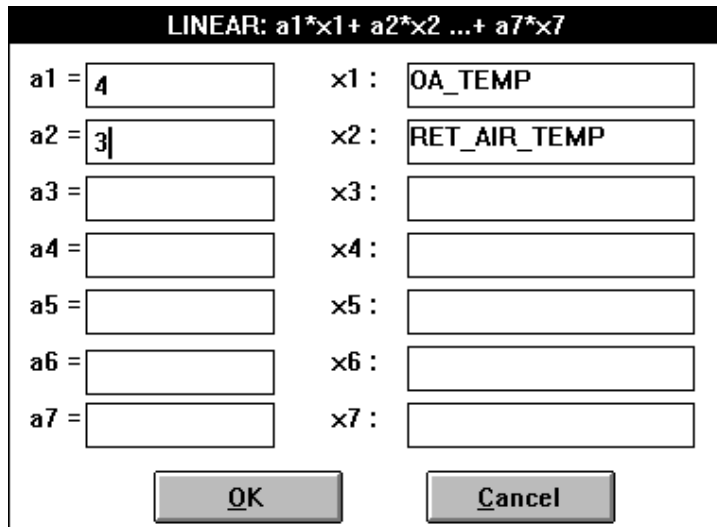 LINEAR: a1*x1+ a2*x2 ...+ a7*x7
a1 = 4 x1 : OA_TEMP
a2 = 3 x2 : RET_AIR_TEMP
a3 = x3 :
a4 = x4 :
a5 = x5 :
a6 = x6 :
a7 = x7 :
OK Cancel